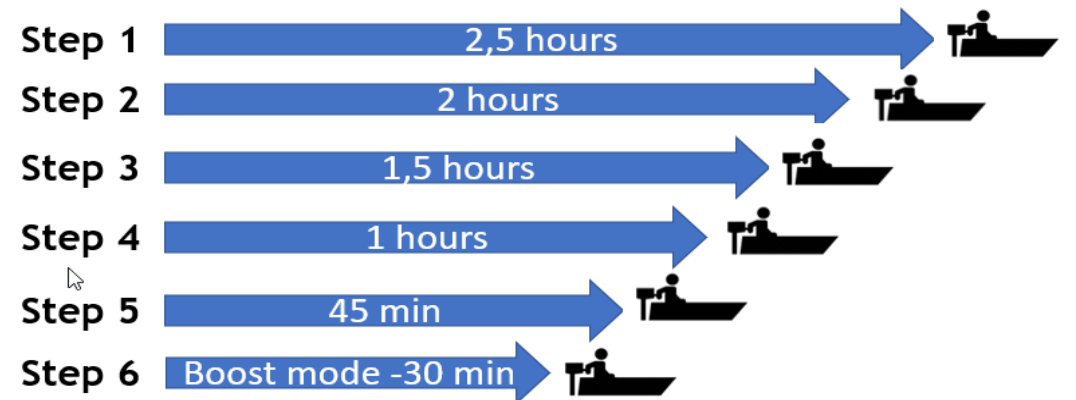 Step 1 2,5 hours
Step 2 2 hours
Step 3 1,5 hours
Step 4 1 hours
Step 5 45 min
Step 6 Boost mode -30 min